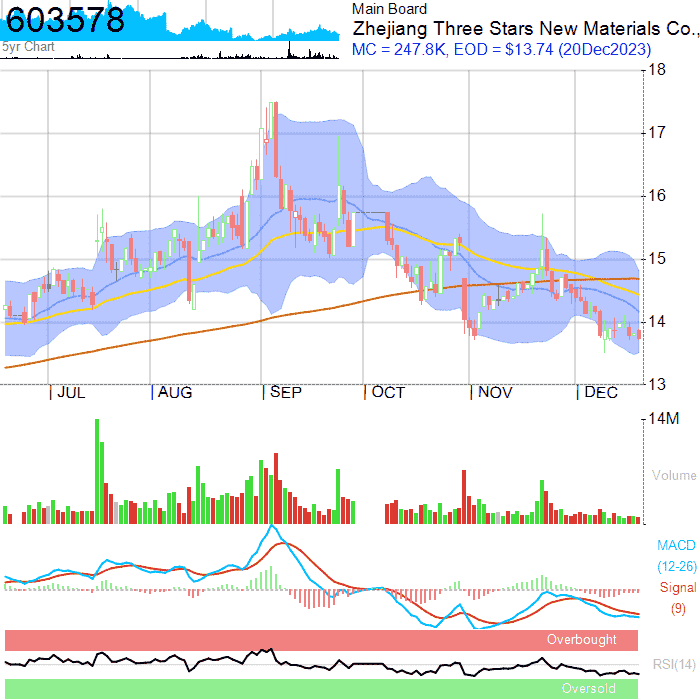 603578
5yr Chart
Main Board
Zhejiang Three Stars New Materials Co.,
MC = 247.8K, EOD = $13.74 (20Dec2023)
18
17
16
15
14
13
JUL AUG SEP OCT NOV DEC
14M
Volume
MACD
(12-26)
Signal
(9)
Overbought
RSI(14)
Oversold